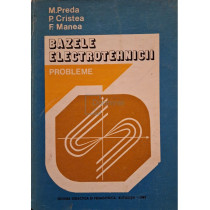 M.Preda
P. Cristea
F. Manea
BAZELE
ELECTROTEHNICII
PROBLEME